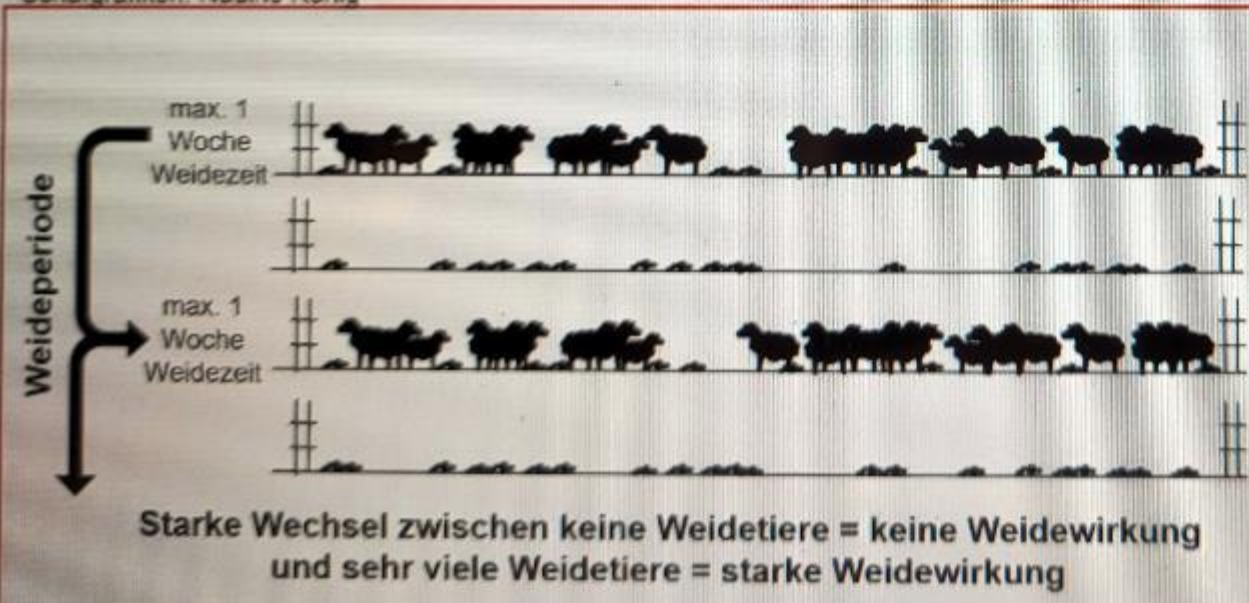 max. 1
Woche
Weidezeit
Weideperiode
max. 1
Woche
Weidezeit
Starke Wechsel zwischen keine Weidetiere = keine Weidewirkung
und sehr viele Weidetiere = starke Weidewirkung